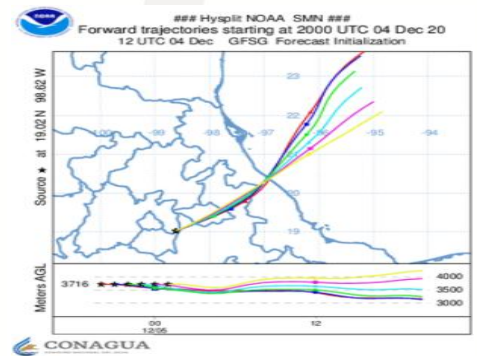 ### Hysplit NOAA SMN ###
Forward trajectories starting at 2000 UTC 04 Dec 20
12 UTC 04 Dec GFSG Forecast Initialization
Source ★ at 19.02 N 98.62 W
23
22
-99 -98 -97 -95 -94
20
19
Meters AGL
3716
4000
3500
3000
00 12
12/05
CONAGUA